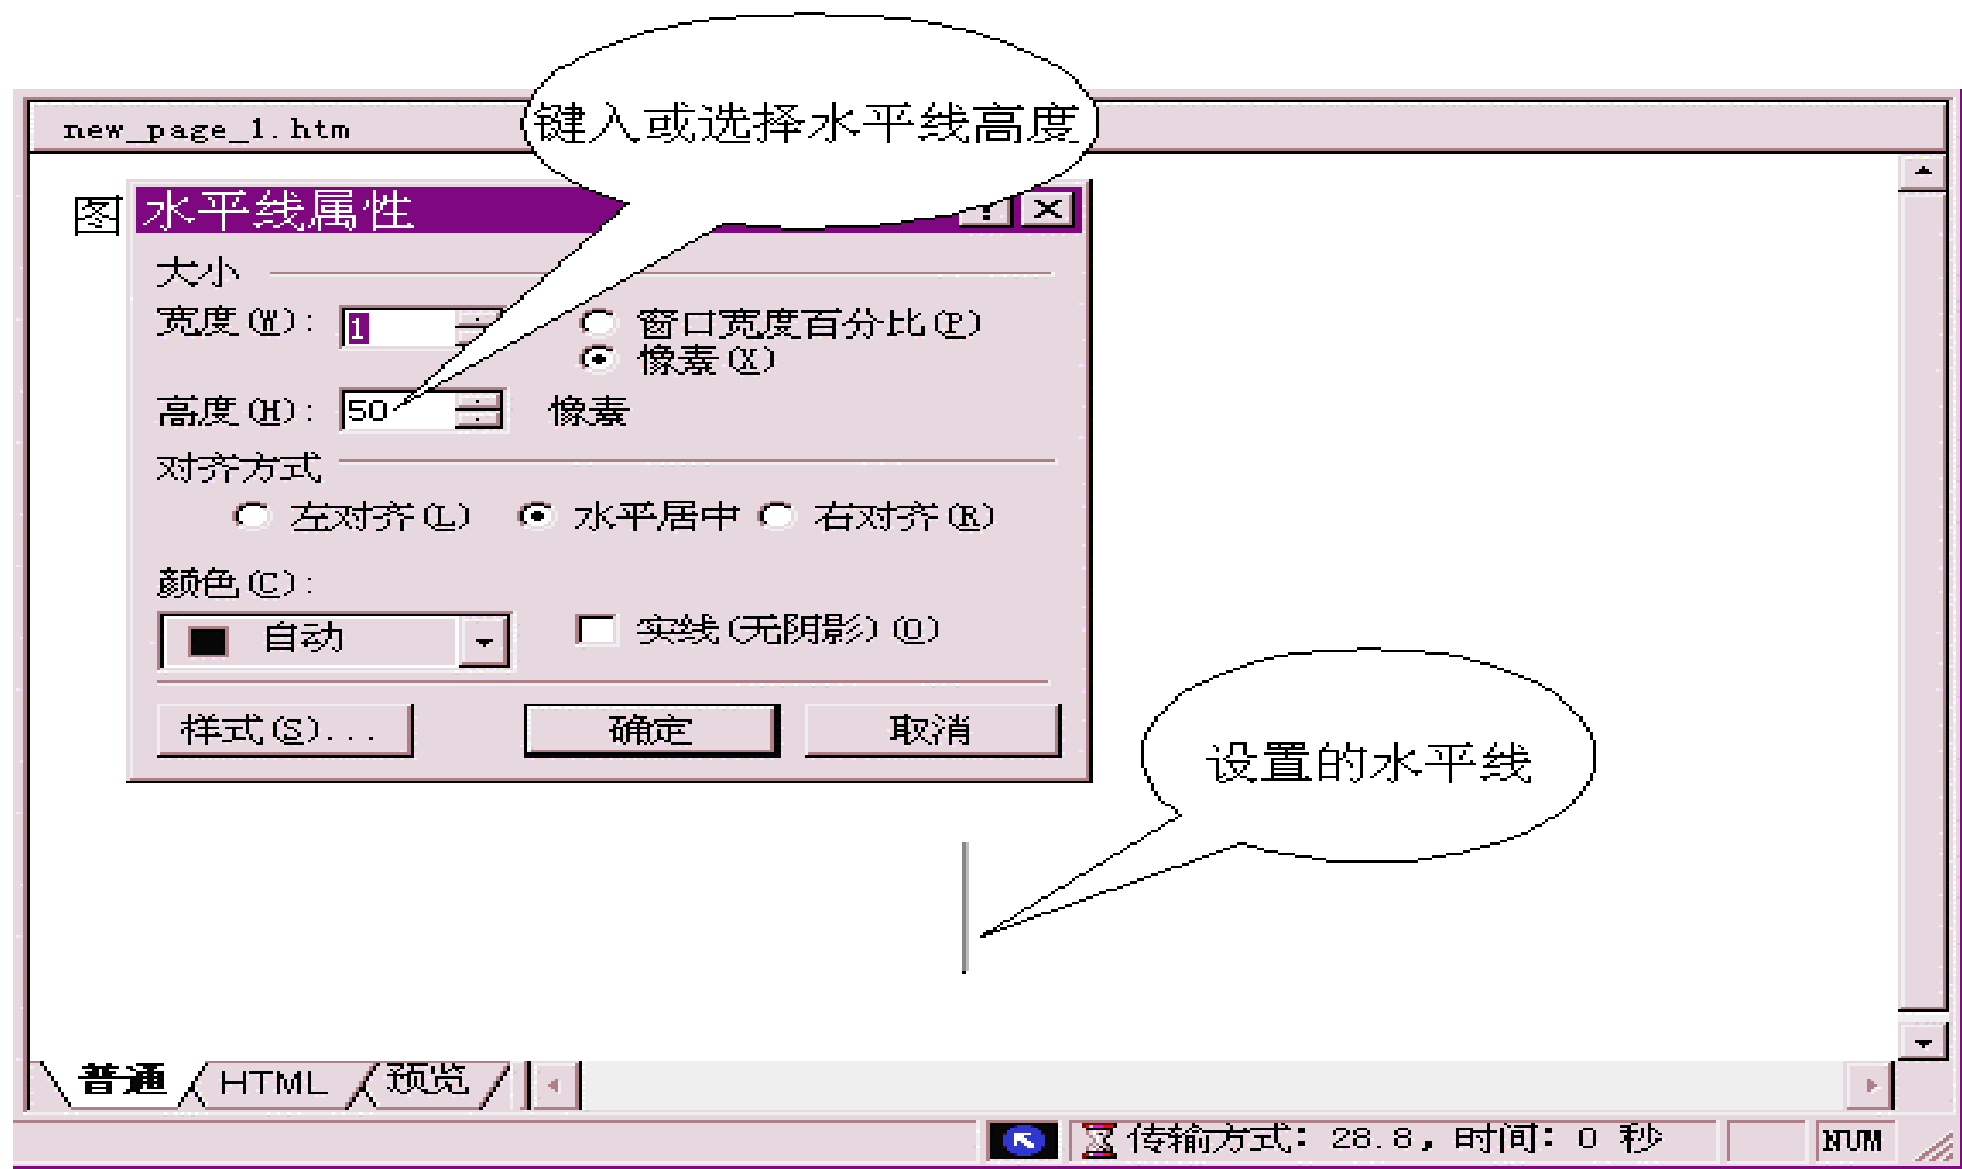 键入或选择水平线高度
new_page_1.htm
图
水平线属性
大小
宽度(W): 1 窗口宽度百分比(P)
像素(X)
高度(H): 50 像素
对齐方式
左对齐(L) 水平居中 右对齐(R)
颜色(C):
自动 实线(无阴影)(O)
样式(S)... 确定 取消
设置的水平线
普通 HTML 预览
传输方式: 28.8, 时间: 0 秒 NUM